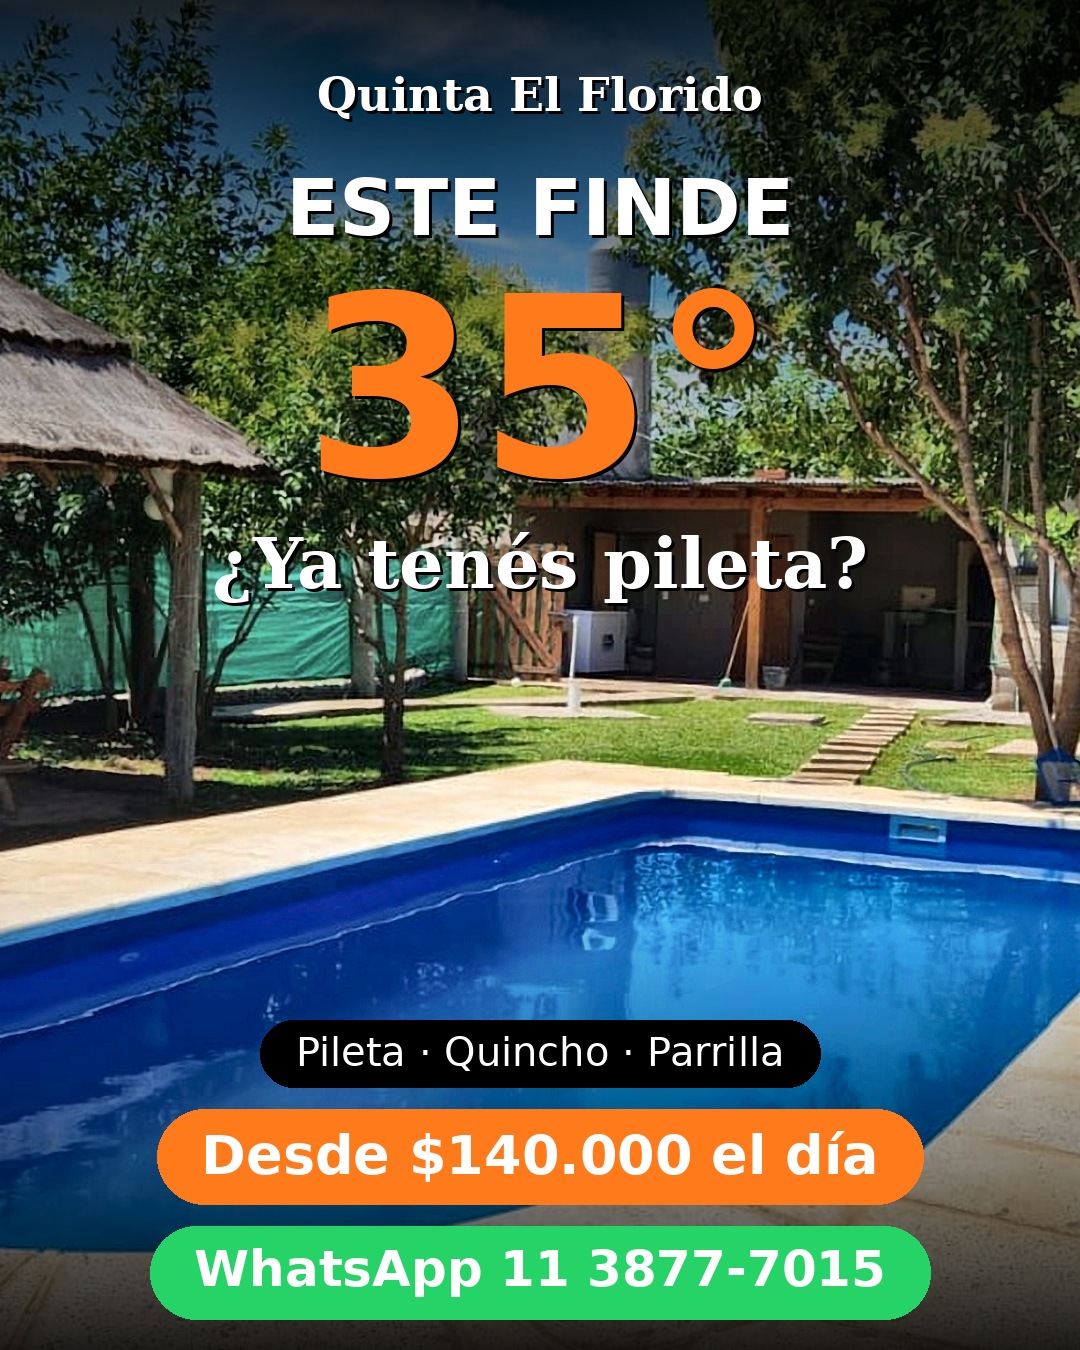 Quinta El Florido
ESTE FINDE
35°
¿Ya tenés pileta?
Pileta · Quincho · Parrilla
Desde $140.000 el día
WhatsApp 11 3877-7015